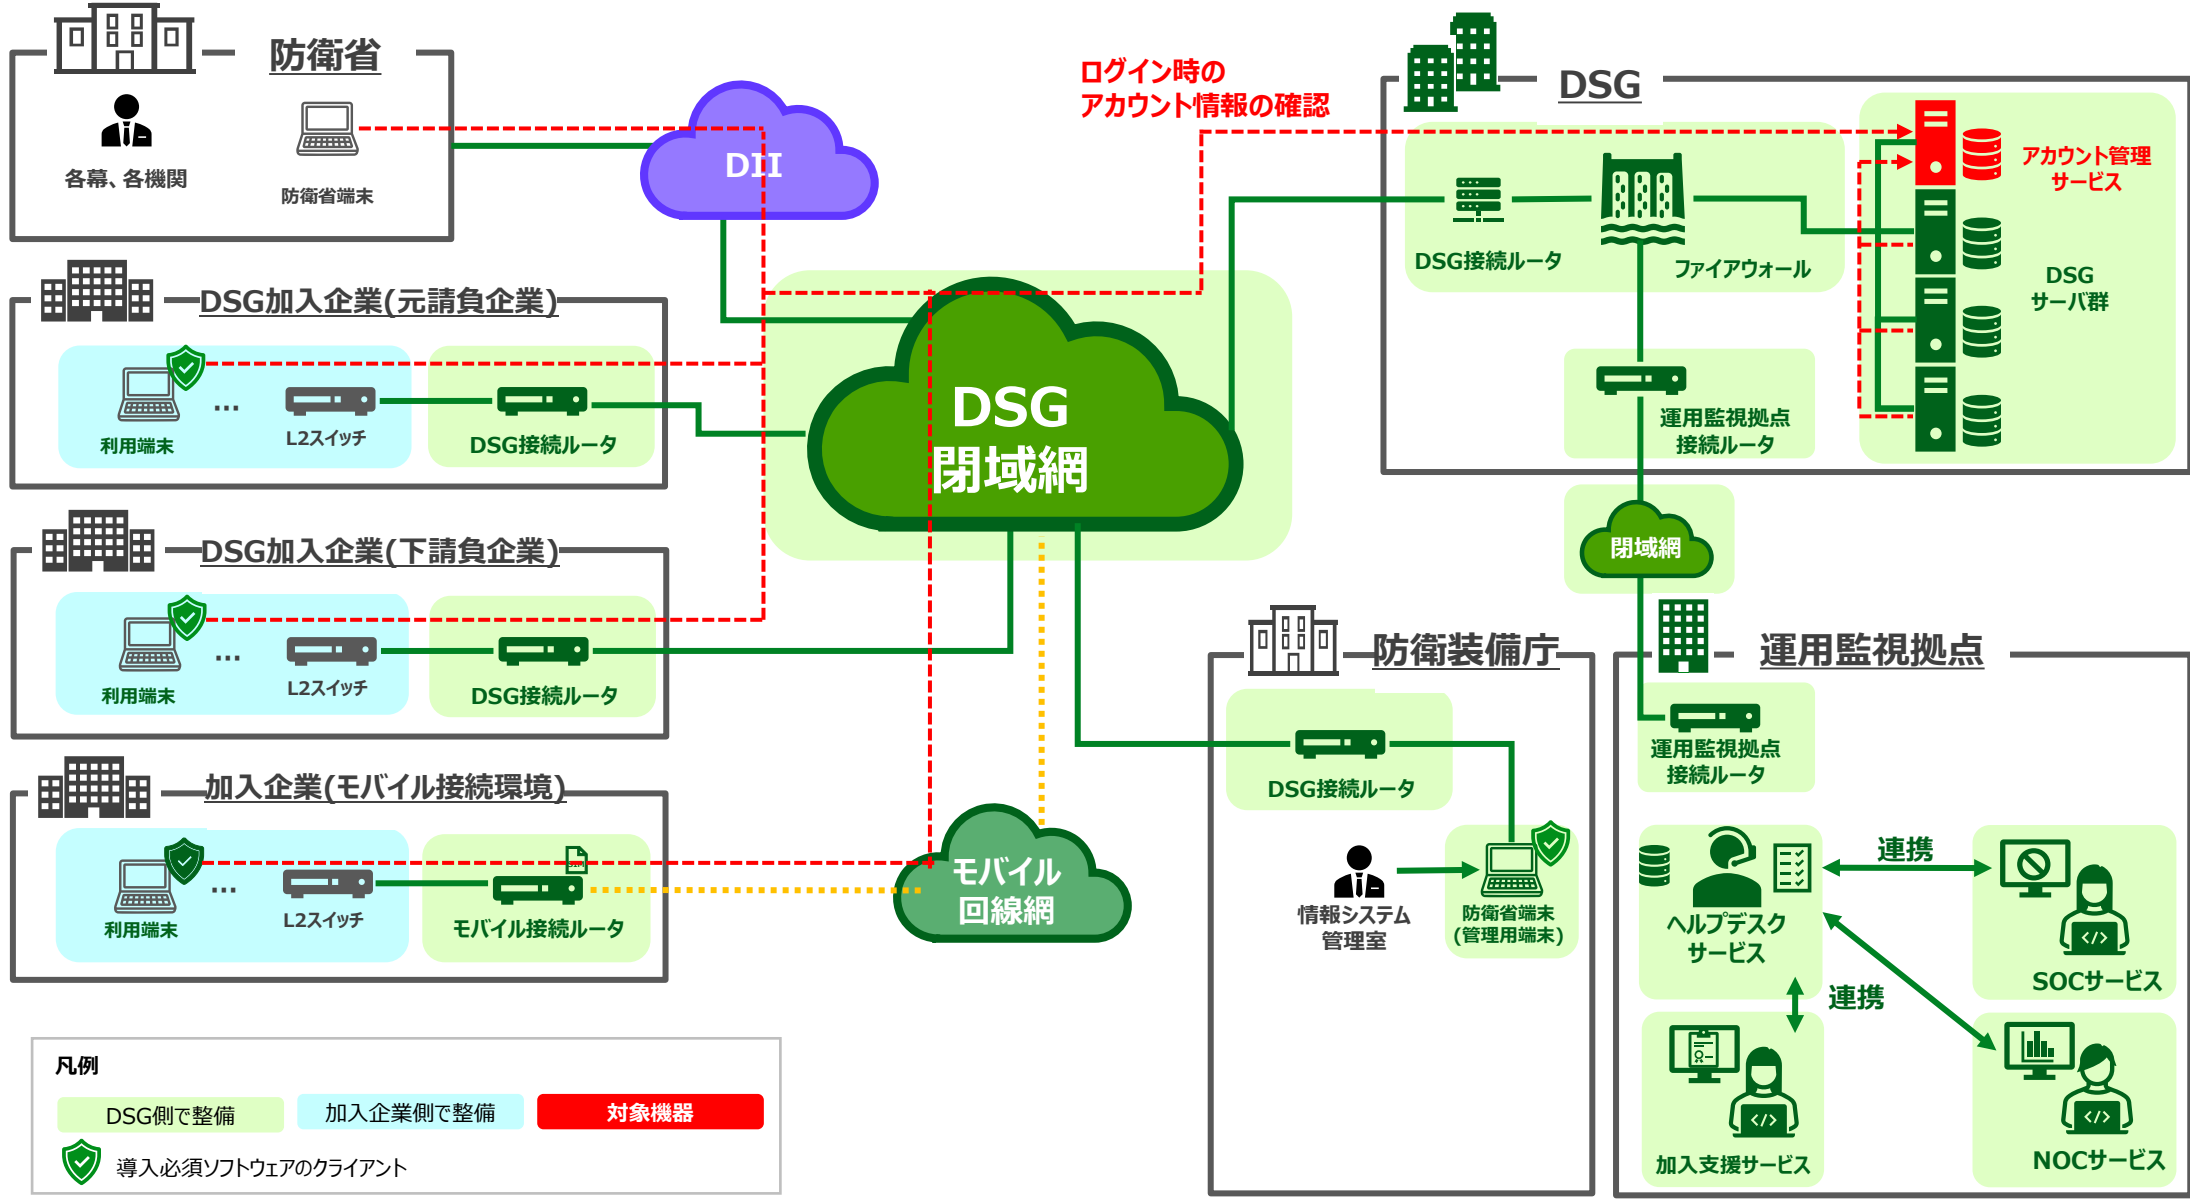 防衛省
各幕、各機関
防衛省端末
DII
ログイン時の
アカウント情報の確認
DSG
DSG接続ルータ
ファイアウォール
アカウント管理
サービス
DSG
サーバ群
運用監視拠点
接続ルータ
DSG加入企業(元請負企業)
利用端末
…
L2スイッチ
DSG接続ルータ
DSG
閉域網
DSG加入企業(下請負企業)
利用端末
…
L2スイッチ
DSG接続ルータ
閉域網
加入企業(モバイル接続環境)
利用端末
…
L2スイッチ
モバイル接続ルータ
モバイル
回線網
防衛装備庁
DSG接続ルータ
情報システム
管理室
防衛省端末
(管理用端末)
運用監視拠点
運用監視拠点
接続ルータ
ヘルプデスク
サービス
連携
SOCサービス
連携
加入支援サービス
NOCサービス
凡例
DSG側で整備
加入企業側で整備
対象機器
導入必須ソフトウェアのクライアント